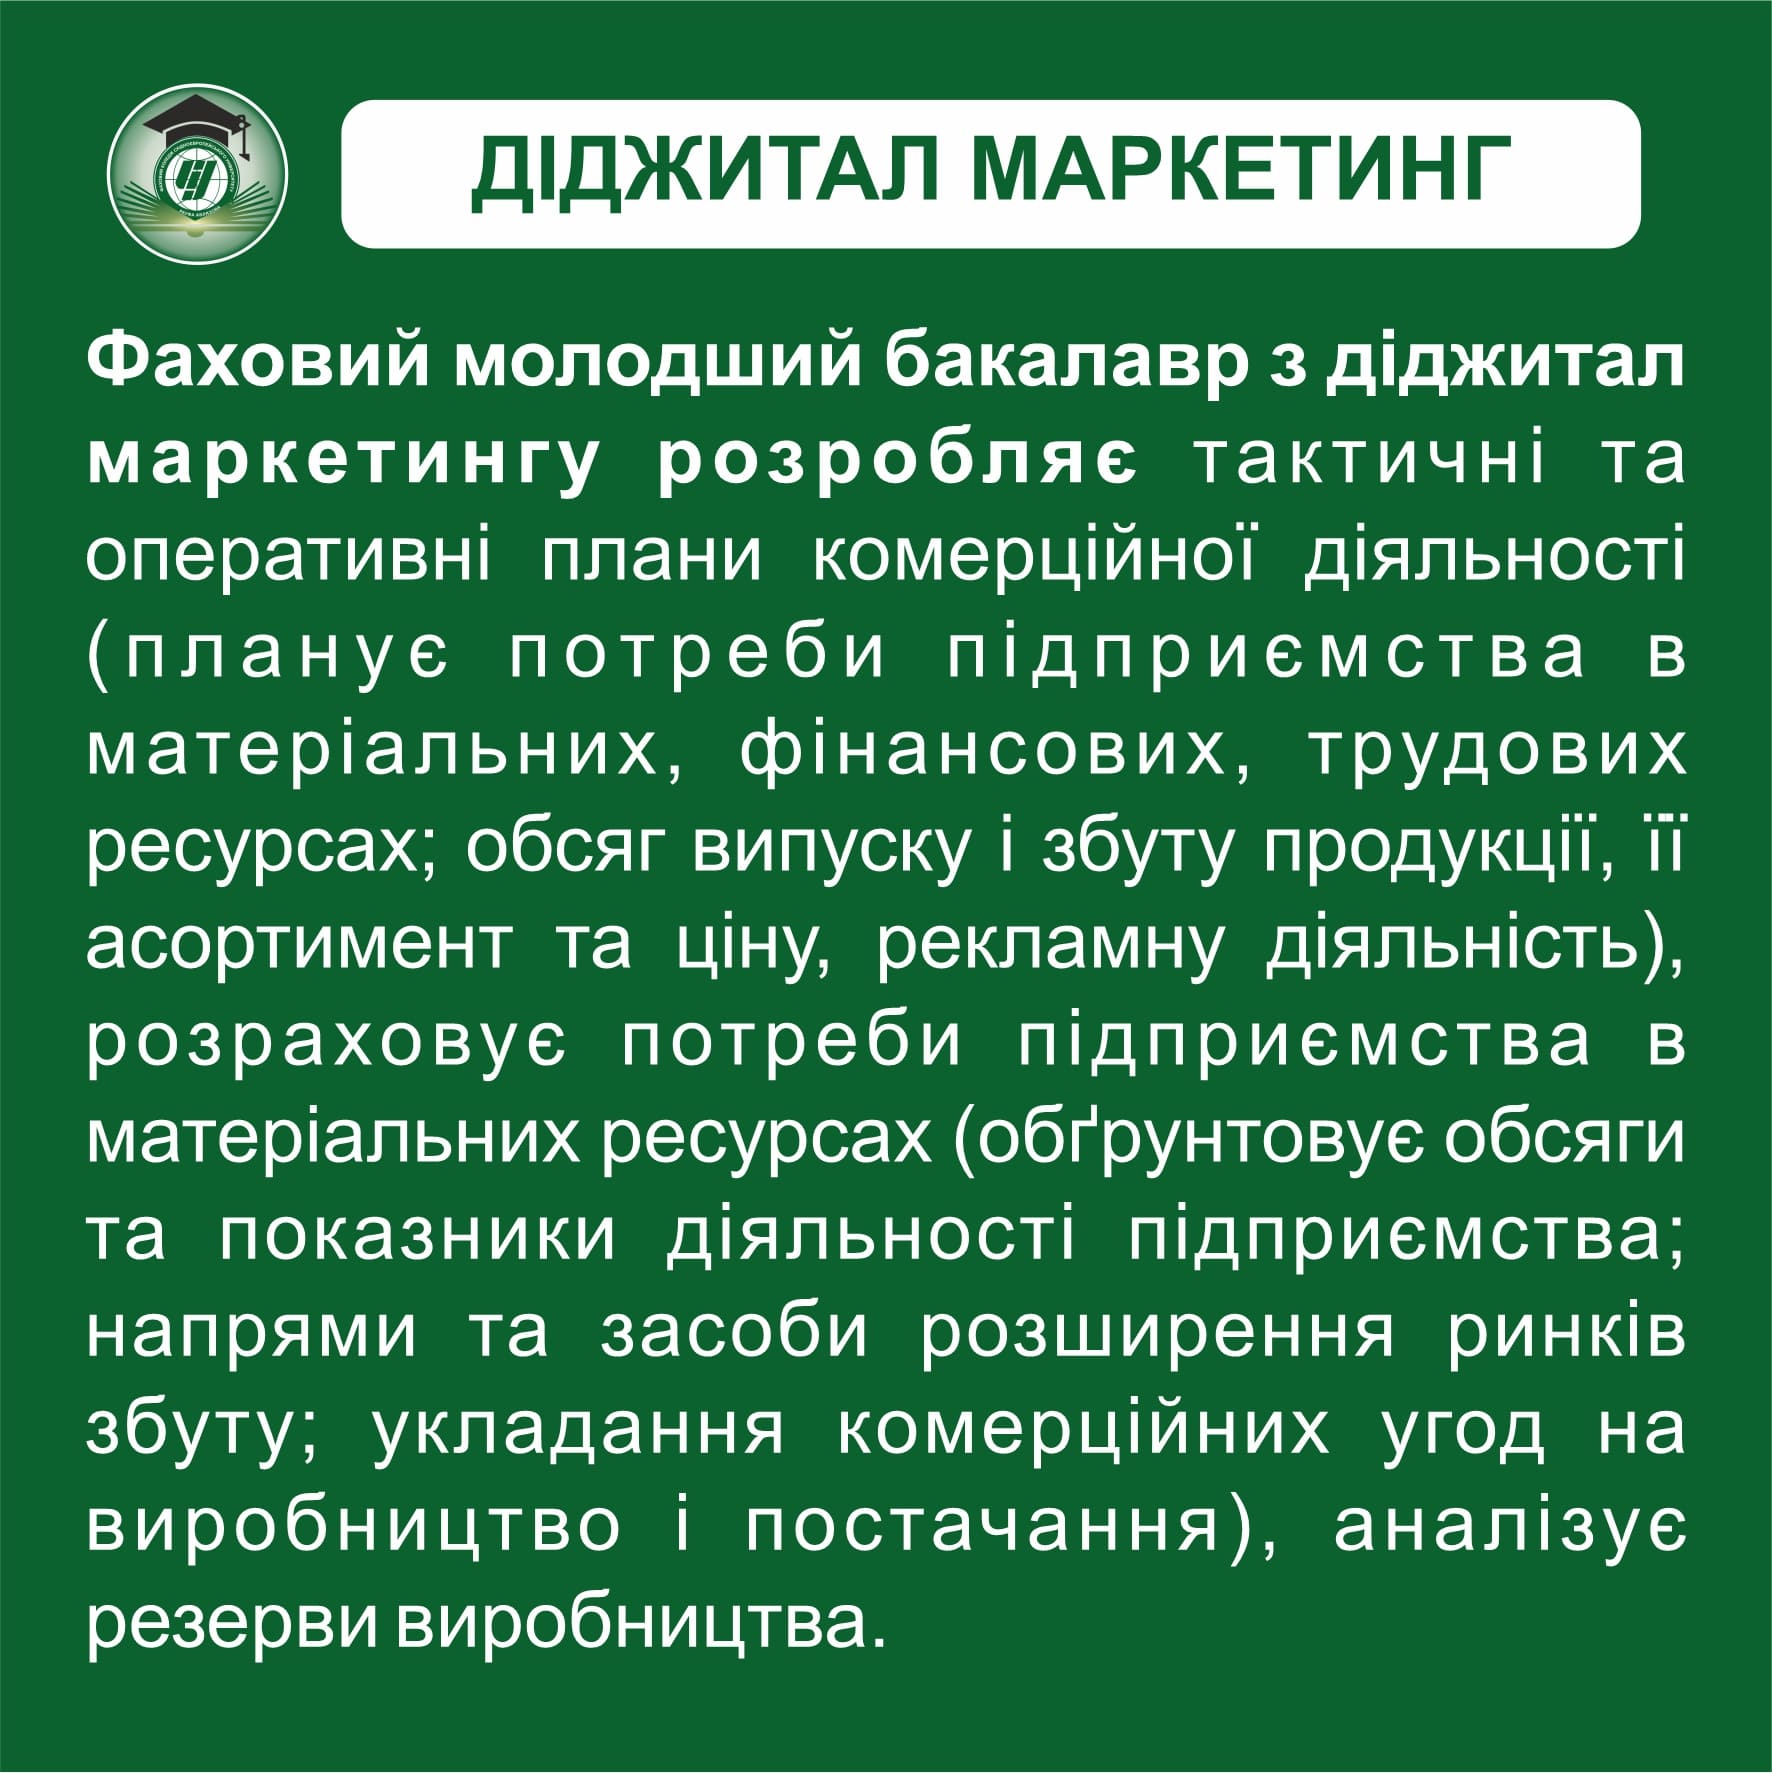 ДІДЖИТАЛ МАРКЕТИНГ
Фаховий молодший бакалавр з діджитал
маркетингу розробляє тактичні та
оперативні плани комерційної діяльності
(планує потреби підприємства в
матеріальних, фінансових, трудових
ресурсах; обсяг випуску і збуту продукції, її
асортимент та ціну, рекламну діяльність),
розраховує потреби підприємства в
матеріальних ресурсах (обґрунтовує обсяги
та показники діяльності підприємства;
напрями та засоби розширення ринків
збуту; укладання комерційних угод на
виробництво і постачання), аналізує
резерви виробництва.